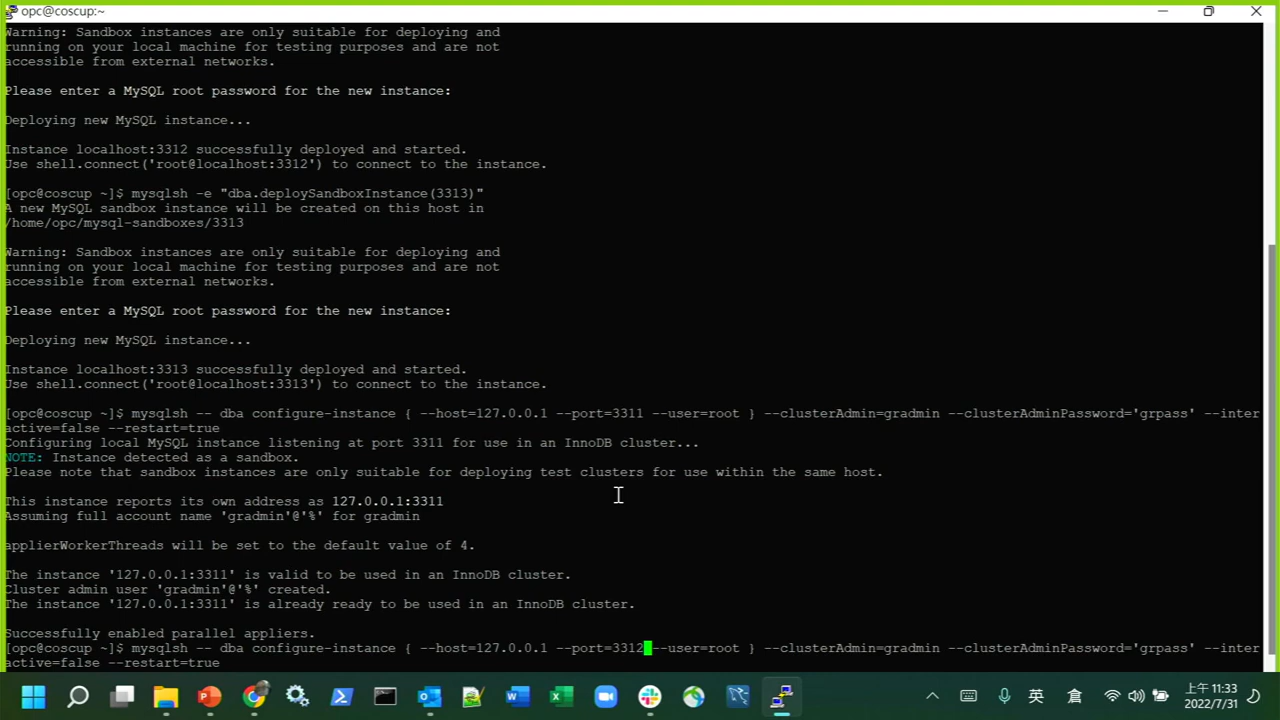 opc@coscup:~
Warning: Sandbox instances are only suitable for deploying and
running on your local machine for testing purposes and are not
accessible from external networks.
Please enter a MySQL root password for the new instance:
Deploying new MySQL instance...
Instance localhost:3312 successfully deployed and started.
Use shell.connect('root@localhost:3312') to connect to the instance.
[opc@coscup ~]$ mysqlsh -e "dba.deploySandboxInstance(3313)"
A new MySQL sandbox instance will be created on this host in
/home/opc/mysql-sandboxes/3313
Warning: Sandbox instances are only suitable for deploying and
running on your local machine for testing purposes and are not
accessible from external networks.
Please enter a MySQL root password for the new instance:
Deploying new MySQL instance...
Instance localhost:3313 successfully deployed and started.
Use shell.connect('root@localhost:3313') to connect to the instance.
[opc@coscup ~]$ mysqlsh -- dba configure-instance { --host=127.0.0.1 --port=3311 --user=root } --clusterAdmin=gradmin --clusterAdminPassword='grpass' --inter
active=false --restart=true
Configuring local MySQL instance listening at port 3311 for use in an InnoDB cluster...
NOTE: Instance detected as a sandbox.
Please note that sandbox instances are only suitable for deploying test clusters for use within the same host.
This instance reports its own address as 127.0.0.1:3311
Assuming full account name 'gradmin'@'%' for gradmin
applierWorkerThreads will be set to the default value of 4.
The instance '127.0.0.1:3311' is valid to be used in an InnoDB cluster.
Cluster admin user 'gradmin'@'%' created.
The instance '127.0.0.1:3311' is already ready to be used in an InnoDB cluster.
Successfully enabled parallel appliers.
[opc@coscup ~]$ mysqlsh -- dba configure-instance { --host=127.0.0.1 --port=3312 --user=root } --clusterAdmin=gradmin --clusterAdminPassword='grpass' --inter
active=false --restart=true
英
倉
上午 11:33
2022/7/31